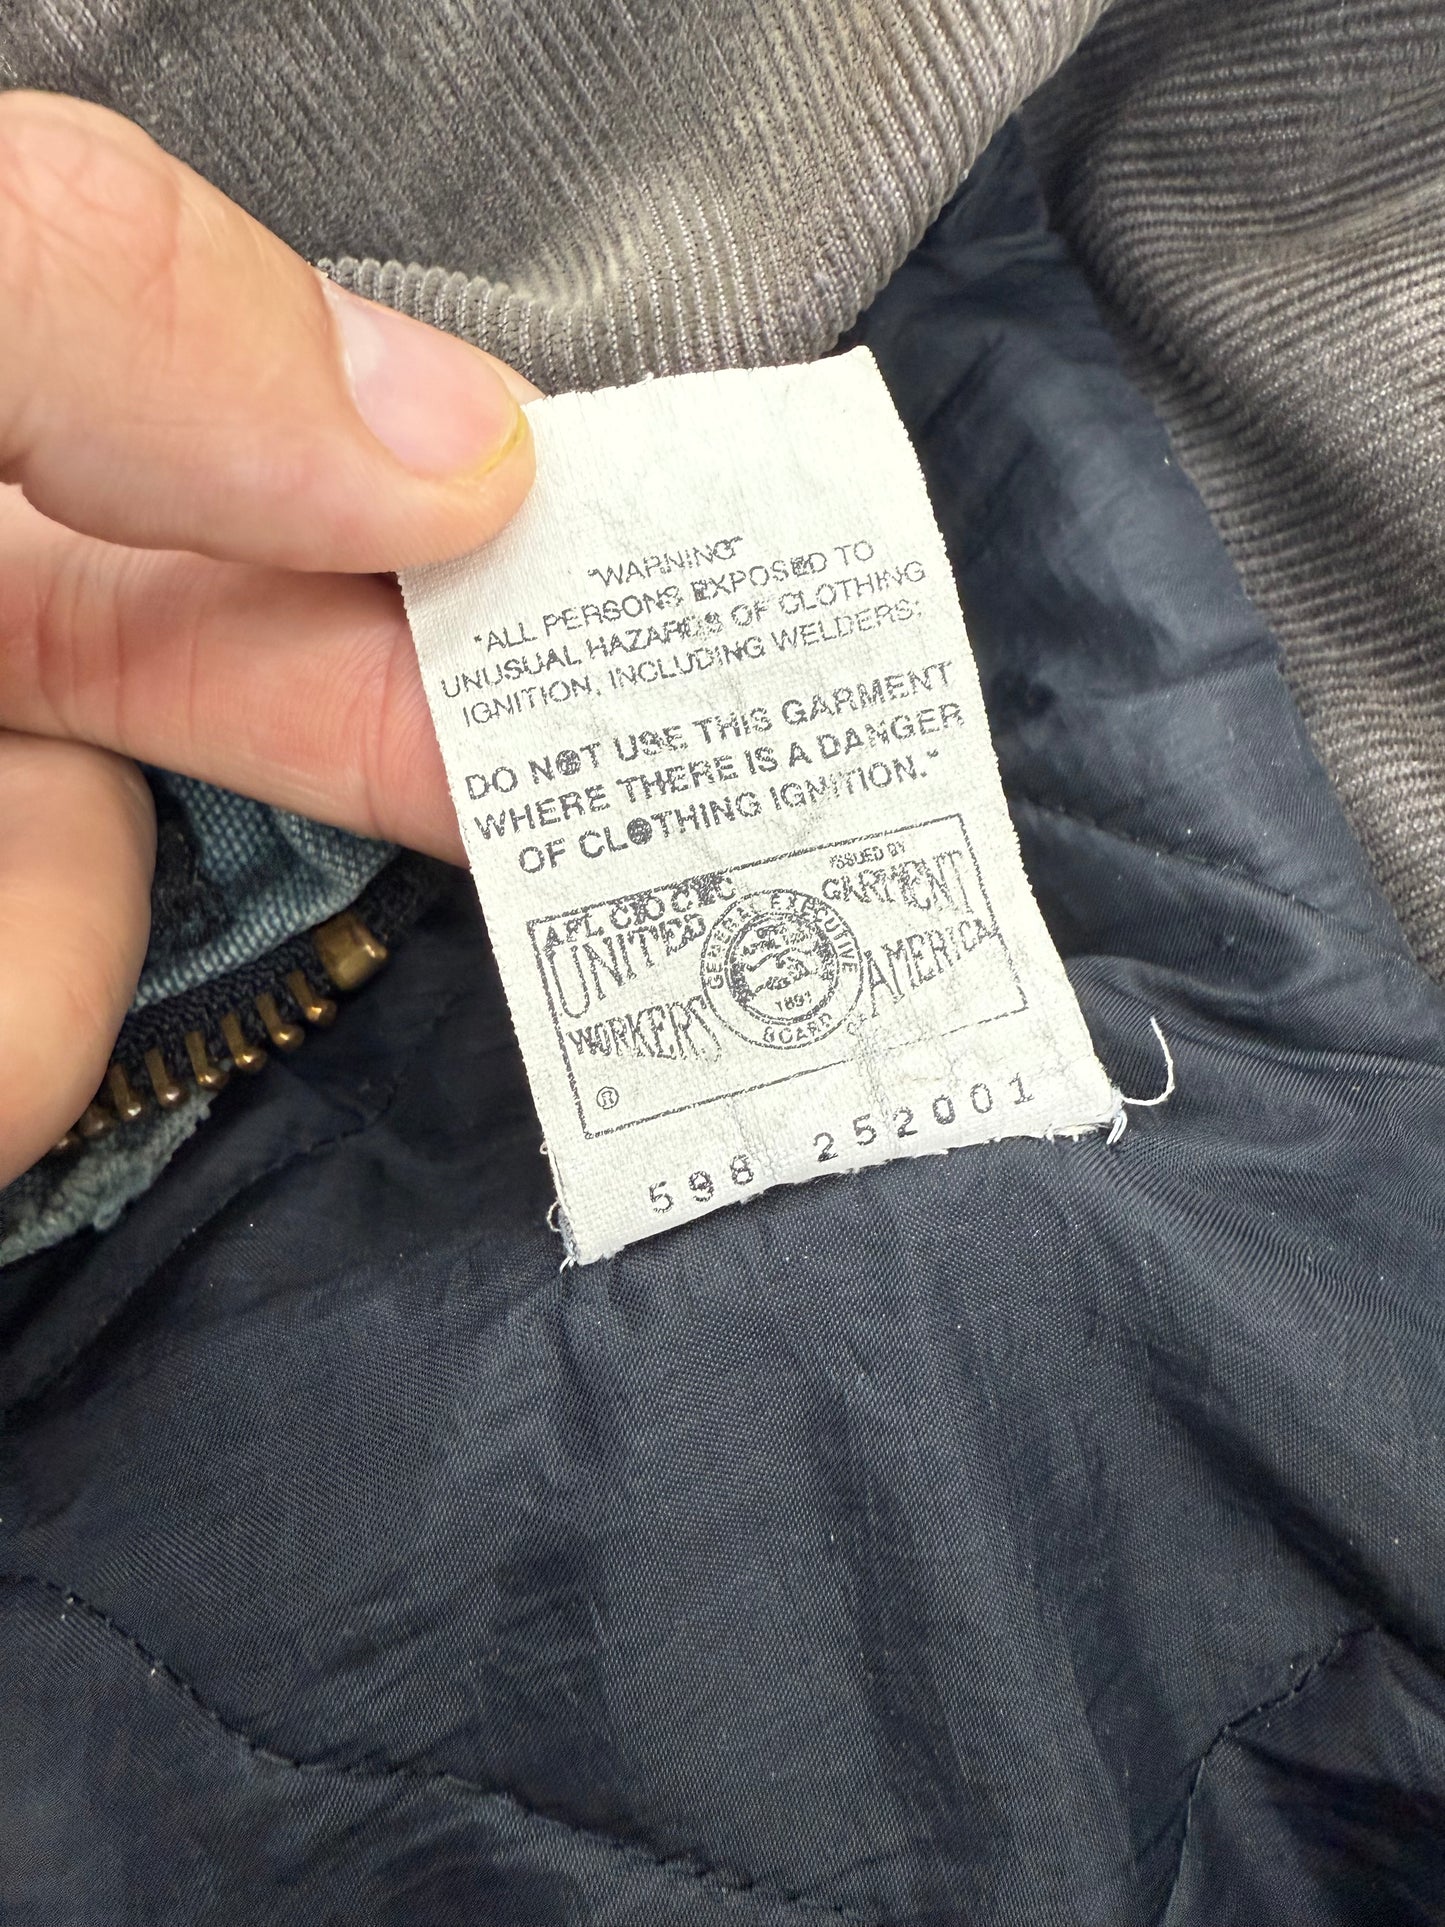 "WARNING"
"ALL PERSONS EXPOSED TO
UNUSUAL HAZARDS OF CLOTHING
IGNITION, INCLUDING WELDERS:
DO NOT USE THIS GARMENT
WHERE THERE IS A DANGER
OF CLOTHING IGNITION."
AFL CIO CLC
ISSUED BY
UNITED GARMENT
WORKERS OF AMERICA
GENERAL EXECUTIVE
1891
BOARD
®
598 252001